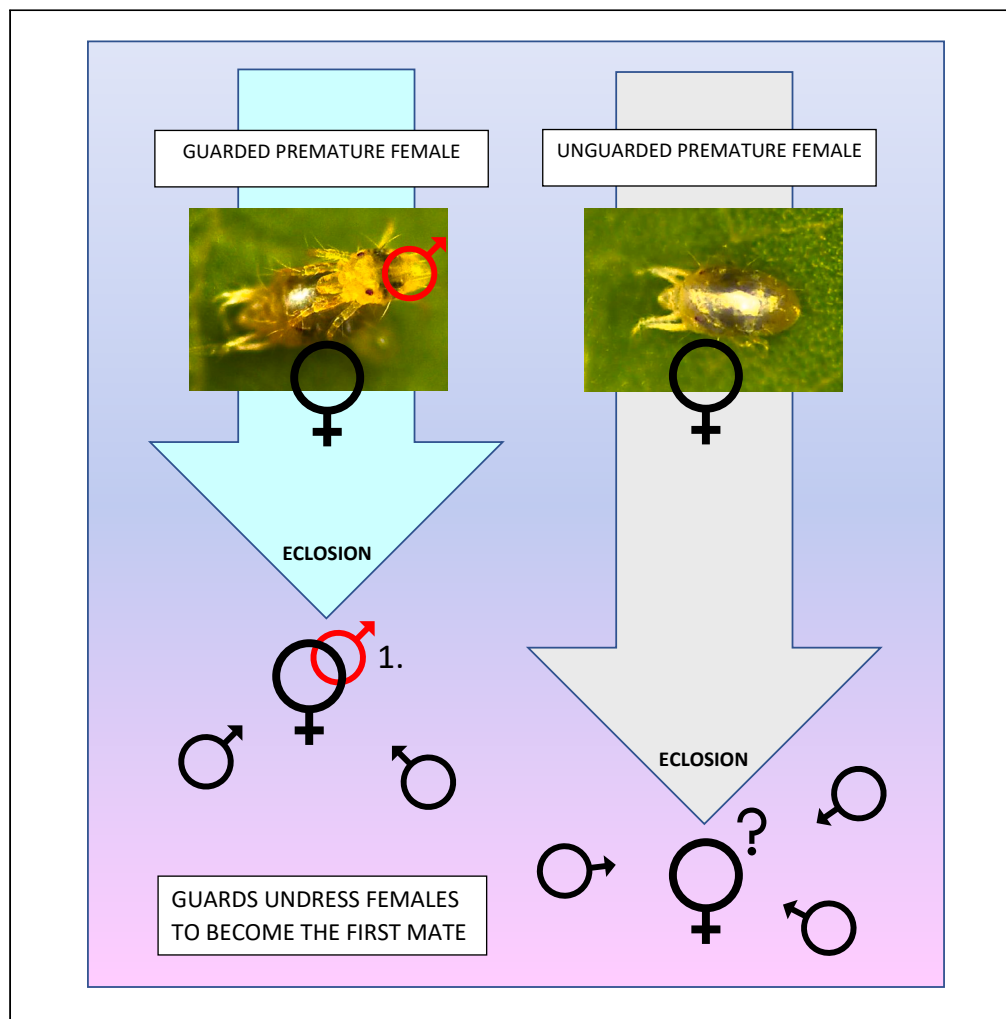 GUARDED PREMATURE FEMALE
UNGUARDED PREMATURE FEMALE
ECLOSION
1.
ECLOSION
?
GUARDS UNDRESS FEMALES
TO BECOME THE FIRST MATE